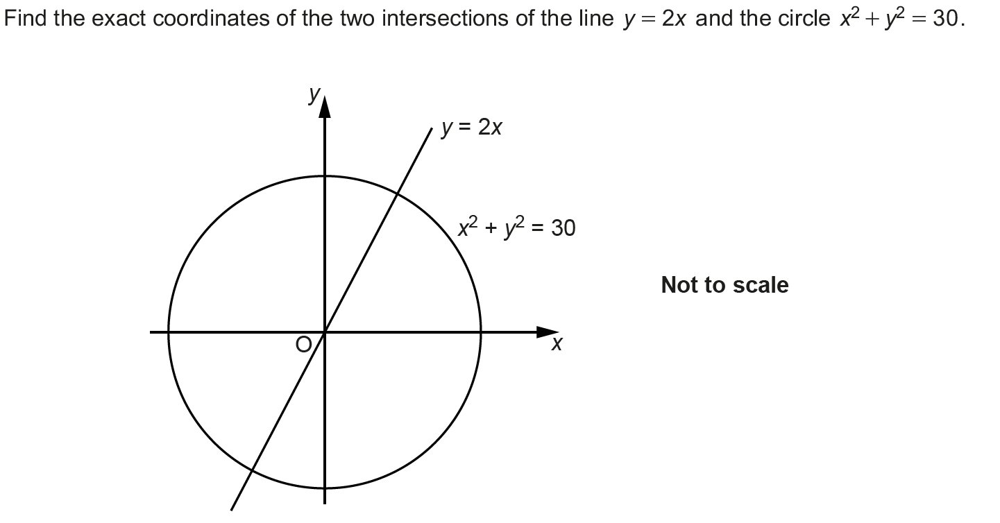 Find the exact coordinates of the two intersections of the line y = 2x and the circle x² + y² = 30.
y
y = 2x
x² + y² = 30
Not to scale
O
x